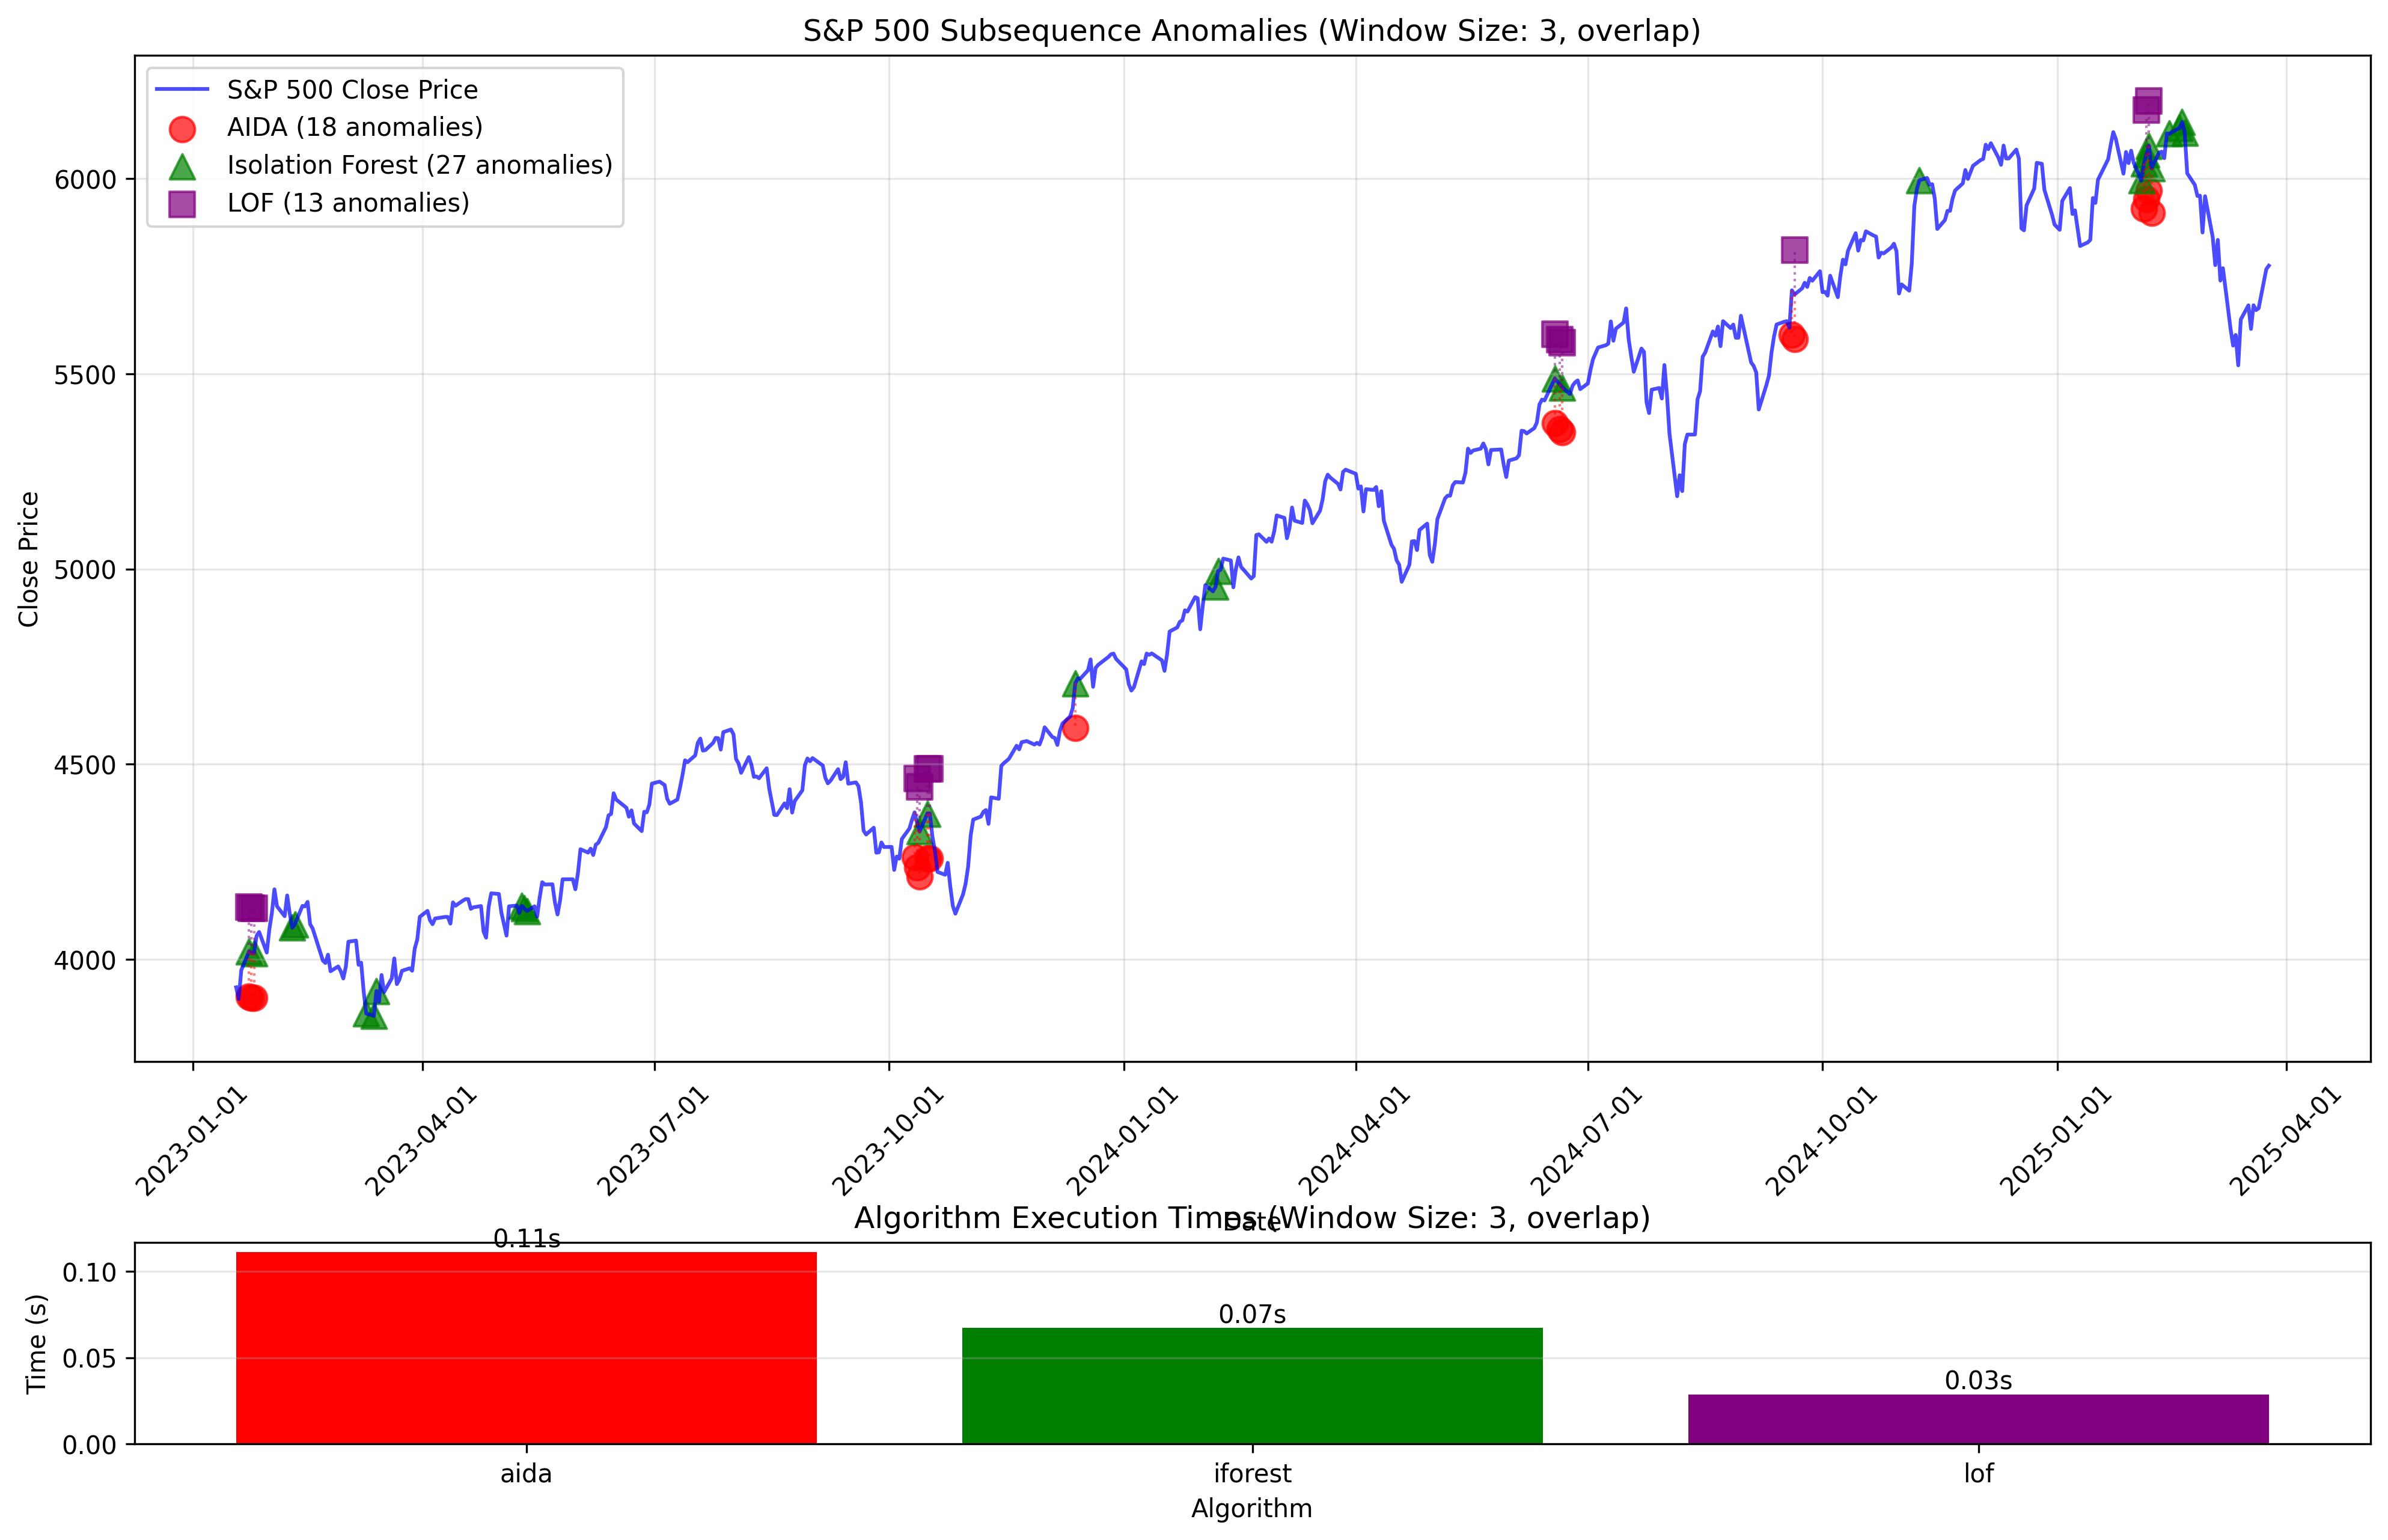 S&P 500 Subsequence Anomalies (Window Size: 3, overlap)
S&P 500 Close Price
AIDA (18 anomalies)
Isolation Forest (27 anomalies)
LOF (13 anomalies)
Close Price
6000
5500
5000
4500
4000
2023-01-01
2023-04-01
2023-07-01
2023-10-01
2024-01-01
2024-04-01
2024-07-01
2024-10-01
2025-01-01
2025-04-01
Date
Algorithm Execution Times (Window Size: 3, overlap)
Time (s)
0.10
0.05
0.00
0.11s
0.07s
0.03s
aida
iforest
lof
Algorithm